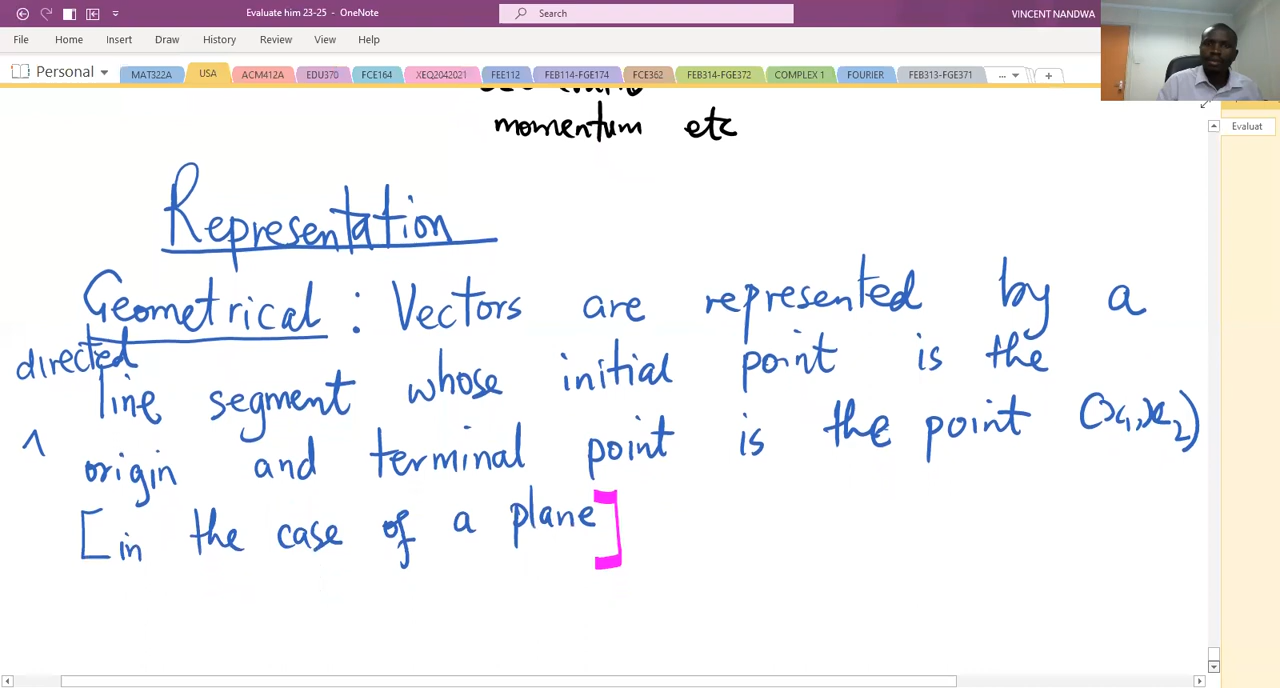 Evaluate him 23-25 - OneNote
Search
VINCENT NANDWA
File Home Insert Draw History Review View Help
Personal MAT322A USA ACM412A EDU370 FCE164 XEQ2042021 FEE112 FEB114-FGE174 FCE362 FEB314-FGE372 COMPLEX 1 FOURIER FEB313-FGE371 ... +
Evaluat
momentum etc
Representation
Geometrical : Vectors are represented by a
directed
line segment whose initial point is the
^ origin and terminal point is the point (x₁,x₂)
[in the case of a plane]